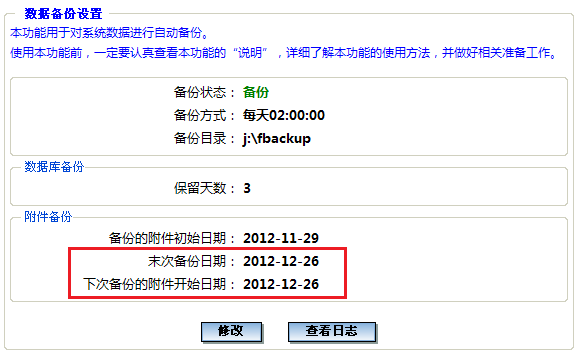 数据备份设置
本功能用于对系统数据进行自动备份。
使用本功能前，一定要认真查看本功能的“说明”，详细了解本功能的使用方法，并做好相关准备工作。
备份状态： 备份
备份方式： 每天02:00:00
备份目录： j:\fbackup
数据库备份
保留天数： 3
附件备份
备份的附件初始日期： 2012-11-29
末次备份日期： 2012-12-26
下次备份的附件开始日期： 2012-12-26
修改 查看日志